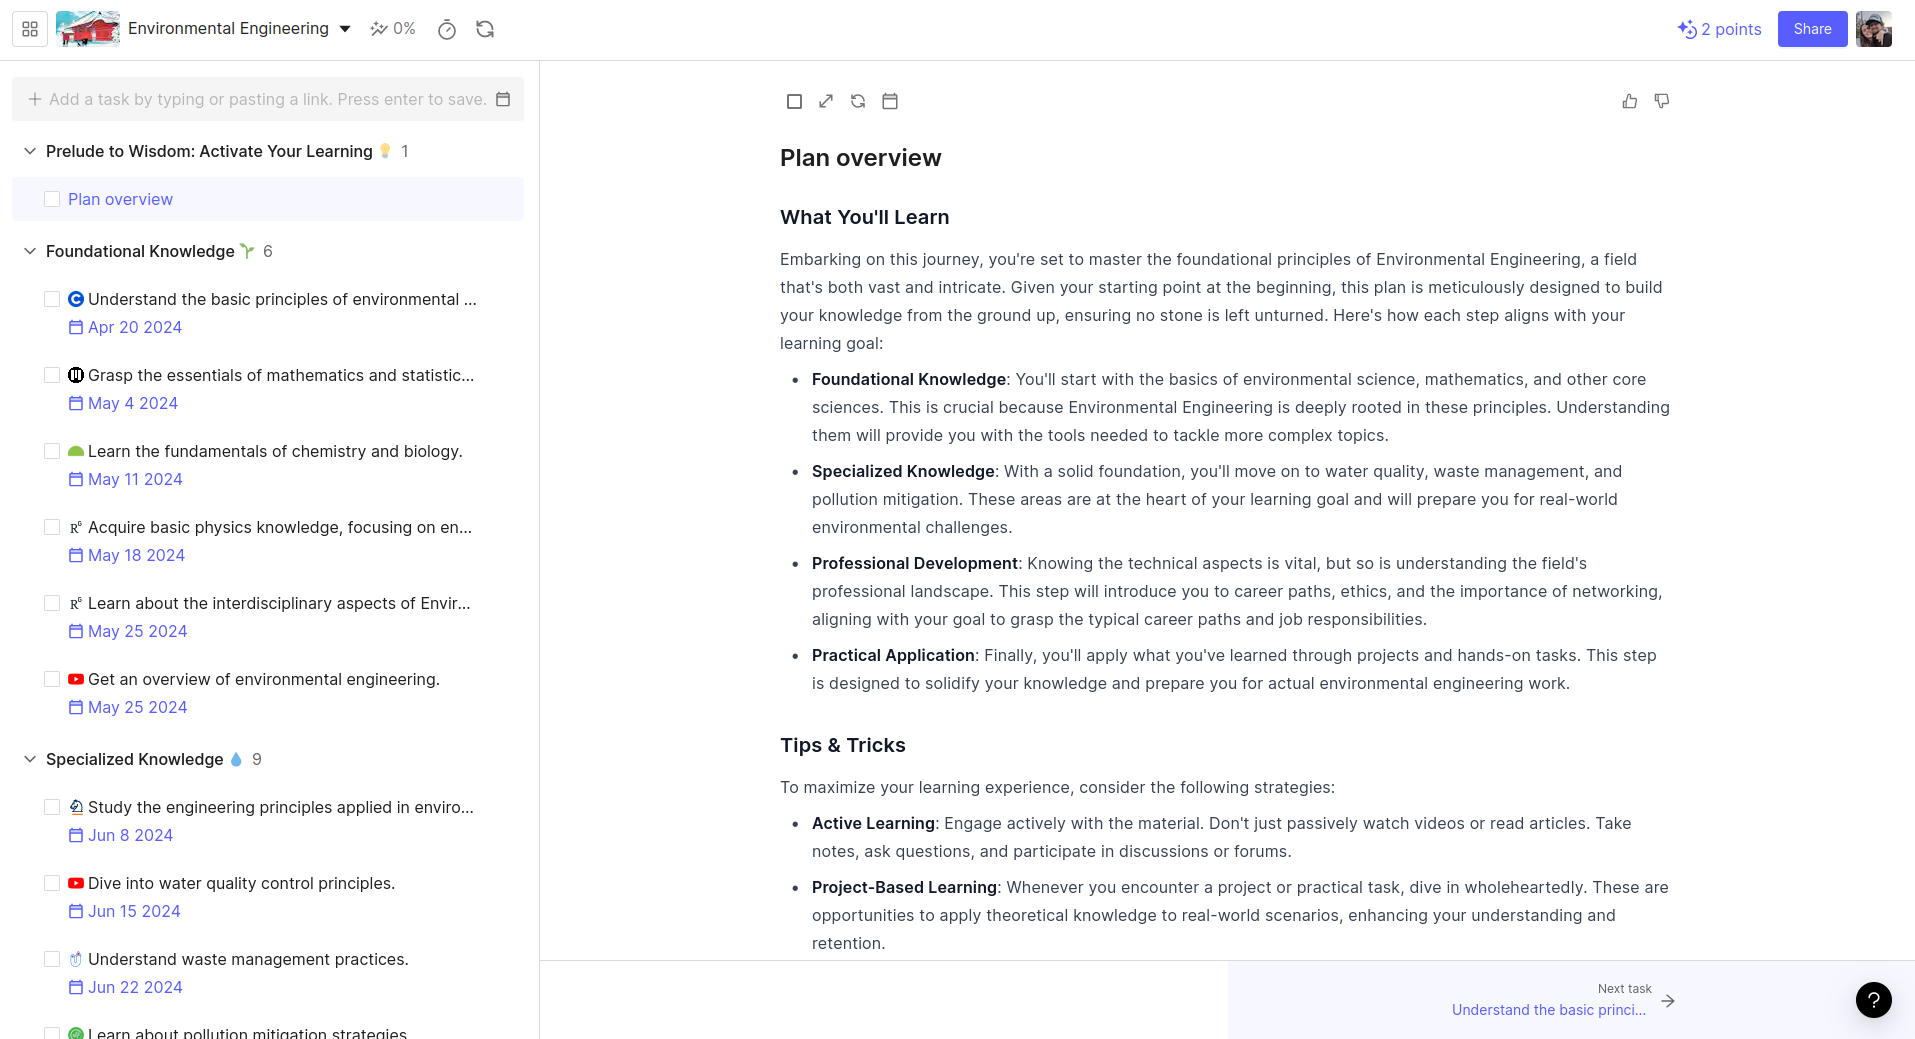 Environmental Engineering
0%
2 points
Share
Add a task by typing or pasting a link. Press enter to save.
Prelude to Wisdom: Activate Your Learning 💡 1
Plan overview
Foundational Knowledge 🌱 6
Understand the basic principles of environmental ...
Apr 20 2024
Grasp the essentials of mathematics and statistic...
May 4 2024
Learn the fundamentals of chemistry and biology.
May 11 2024
Acquire basic physics knowledge, focusing on en...
May 18 2024
Learn about the interdisciplinary aspects of Envir...
May 25 2024
Get an overview of environmental engineering.
May 25 2024
Specialized Knowledge 💧 9
Study the engineering principles applied in enviro...
Jun 8 2024
Dive into water quality control principles.
Jun 15 2024
Understand waste management practices.
Jun 22 2024
Learn about pollution mitigation strategies
Plan overview
What You'll Learn
Embarking on this journey, you're set to master the foundational principles of Environmental Engineering, a field
that's both vast and intricate. Given your starting point at the beginning, this plan is meticulously designed to build
your knowledge from the ground up, ensuring no stone is left unturned. Here's how each step aligns with your
learning goal:
• Foundational Knowledge: You'll start with the basics of environmental science, mathematics, and other core
sciences. This is crucial because Environmental Engineering is deeply rooted in these principles. Understanding
them will provide you with the tools needed to tackle more complex topics.
• Specialized Knowledge: With a solid foundation, you'll move on to water quality, waste management, and
pollution mitigation. These areas are at the heart of your learning goal and will prepare you for real-world
environmental challenges.
• Professional Development: Knowing the technical aspects is vital, but so is understanding the field's
professional landscape. This step will introduce you to career paths, ethics, and the importance of networking,
aligning with your goal to grasp the typical career paths and job responsibilities.
• Practical Application: Finally, you'll apply what you've learned through projects and hands-on tasks. This step
is designed to solidify your knowledge and prepare you for actual environmental engineering work.
Tips & Tricks
To maximize your learning experience, consider the following strategies:
• Active Learning: Engage actively with the material. Don't just passively watch videos or read articles. Take
notes, ask questions, and participate in discussions or forums.
• Project-Based Learning: Whenever you encounter a project or practical task, dive in wholeheartedly. These are
opportunities to apply theoretical knowledge to real-world scenarios, enhancing your understanding and
retention.
Next task
Understand the basic princi...
?